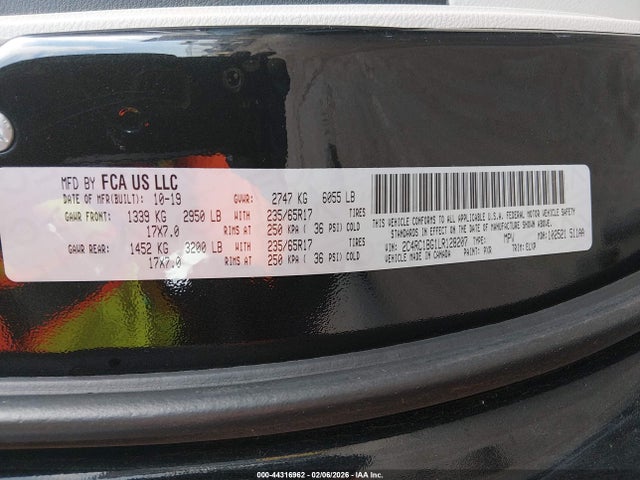 MFD BY FCA US LLC
DATE OF MFR(BUILT): 10-19 GVWR: 2747 KG 6055 LB
GAWR FRONT: 1339 KG 2950 LB WITH 235/65R17 TIRES
17X7.0 RIMS AT 250 KPA ( 36 PSI) COLD
GAWR REAR: 1452 KG 3200 LB WITH 235/65R17 TIRES
17X7.0 RIMS AT 250 KPA ( 36 PSI) COLD
THIS VEHICLE CONFORMS TO ALL APPLICABLE U.S.A. FEDERAL MOTOR VEHICLE SAFETY
STANDARDS IN EFFECT ON THE DATE OF MANUFACTURE SHOWN ABOVE.
VIN: 2C4RC1BG1LR128207 MPV MDH: 102521 511AA
VEHICLE MADE IN CANADA PAINT: PXR TRIM: ELXP
000-44316962 - 02/06/2026 - IAA Inc.